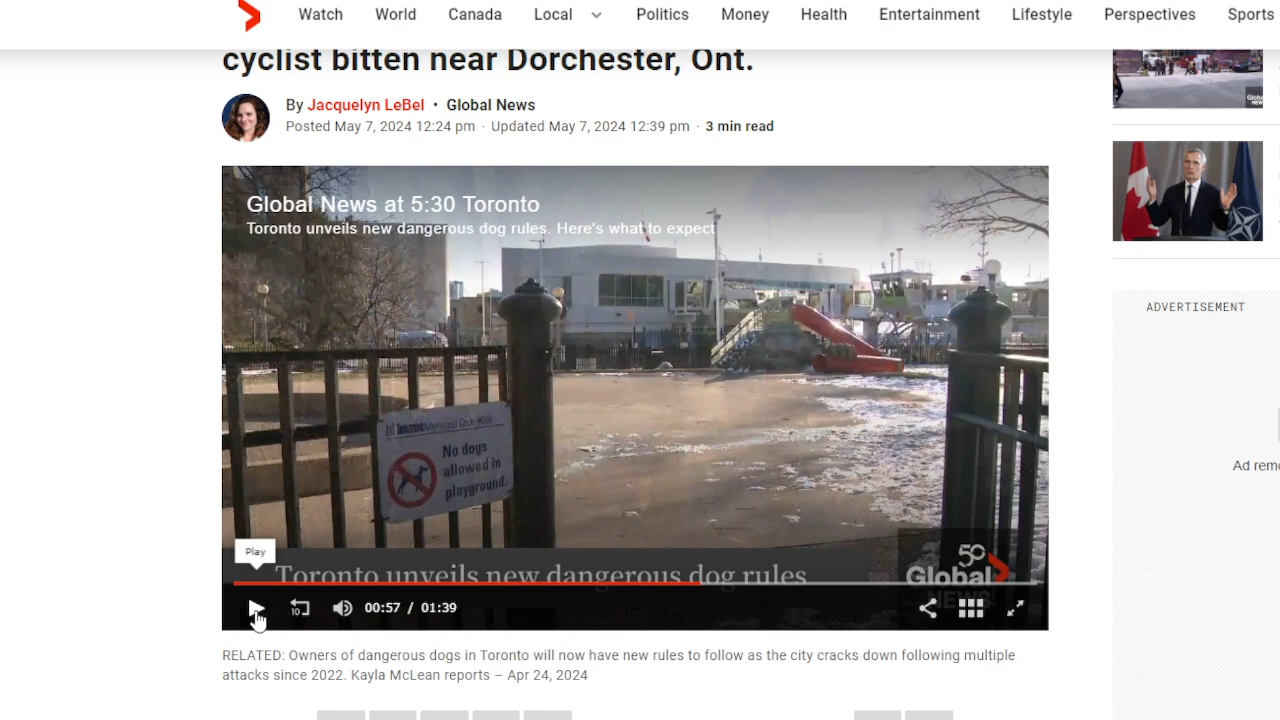 Watch World Canada Local Politics Money Health Entertainment Lifestyle Perspectives Sports
cyclist bitten near Dorchester, Ont.
By Jacquelyn LeBel • Global News
Posted May 7, 2024 12:24 pm · Updated May 7, 2024 12:39 pm · 3 min read
Global News at 5:30 Toronto
Toronto unveils new dangerous dog rules. Here's what to expect
No dogs
allowed in
playground.
Play
Toronto unveils new dangerous dog rules
50
Global
NEWS
10
00:57 / 01:39
RELATED: Owners of dangerous dogs in Toronto will now have new rules to follow as the city cracks down following multiple
attacks since 2022. Kayla McLean reports – Apr 24, 2024
ADVERTISEMENT